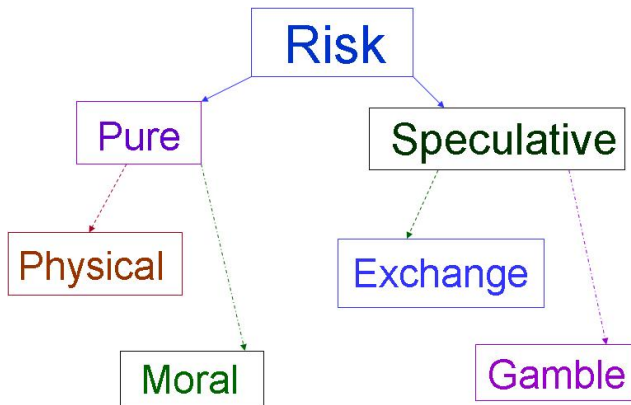 Risk
Pure
Speculative
Physical
Exchange
Moral
Gamble